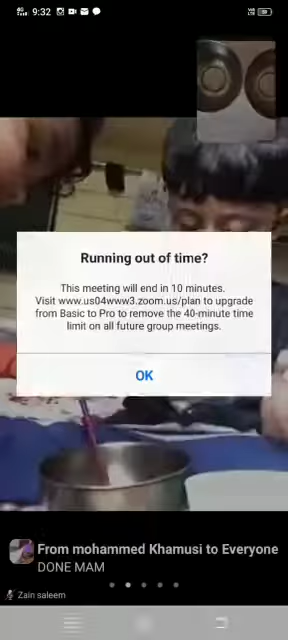 9:32
Running out of time?
This meeting will end in 10 minutes.
Visit www.us04www3.zoom.us/plan to upgrade
from Basic to Pro to remove the 40-minute time
limit on all future group meetings.
OK
From mohammed Khamusi to Everyone
DONE MAM
Zain saleem